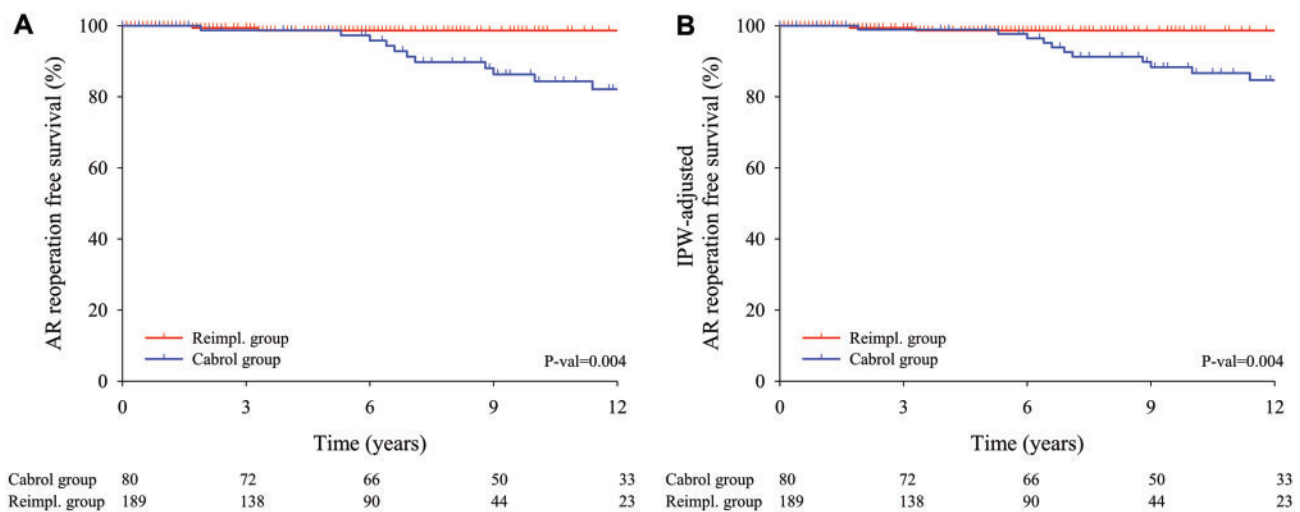 A
AR reoperation free survival (%)
100
80
60
40
20
0
Reimpl. group
Cabrol group
P-val=0.004
0 3 6 9 12
Time (years)
Cabrol group 80 72 66 50 33
Reimpl. group 189 138 90 44 23
B
IPW-adjusted
AR reoperation free survival (%)
100
80
60
40
20
0
Reimpl. group
Cabrol group
P-val=0.004
0 3 6 9 12
Time (years)
Cabrol group 80 72 66 50 33
Reimpl. group 189 138 90 44 23